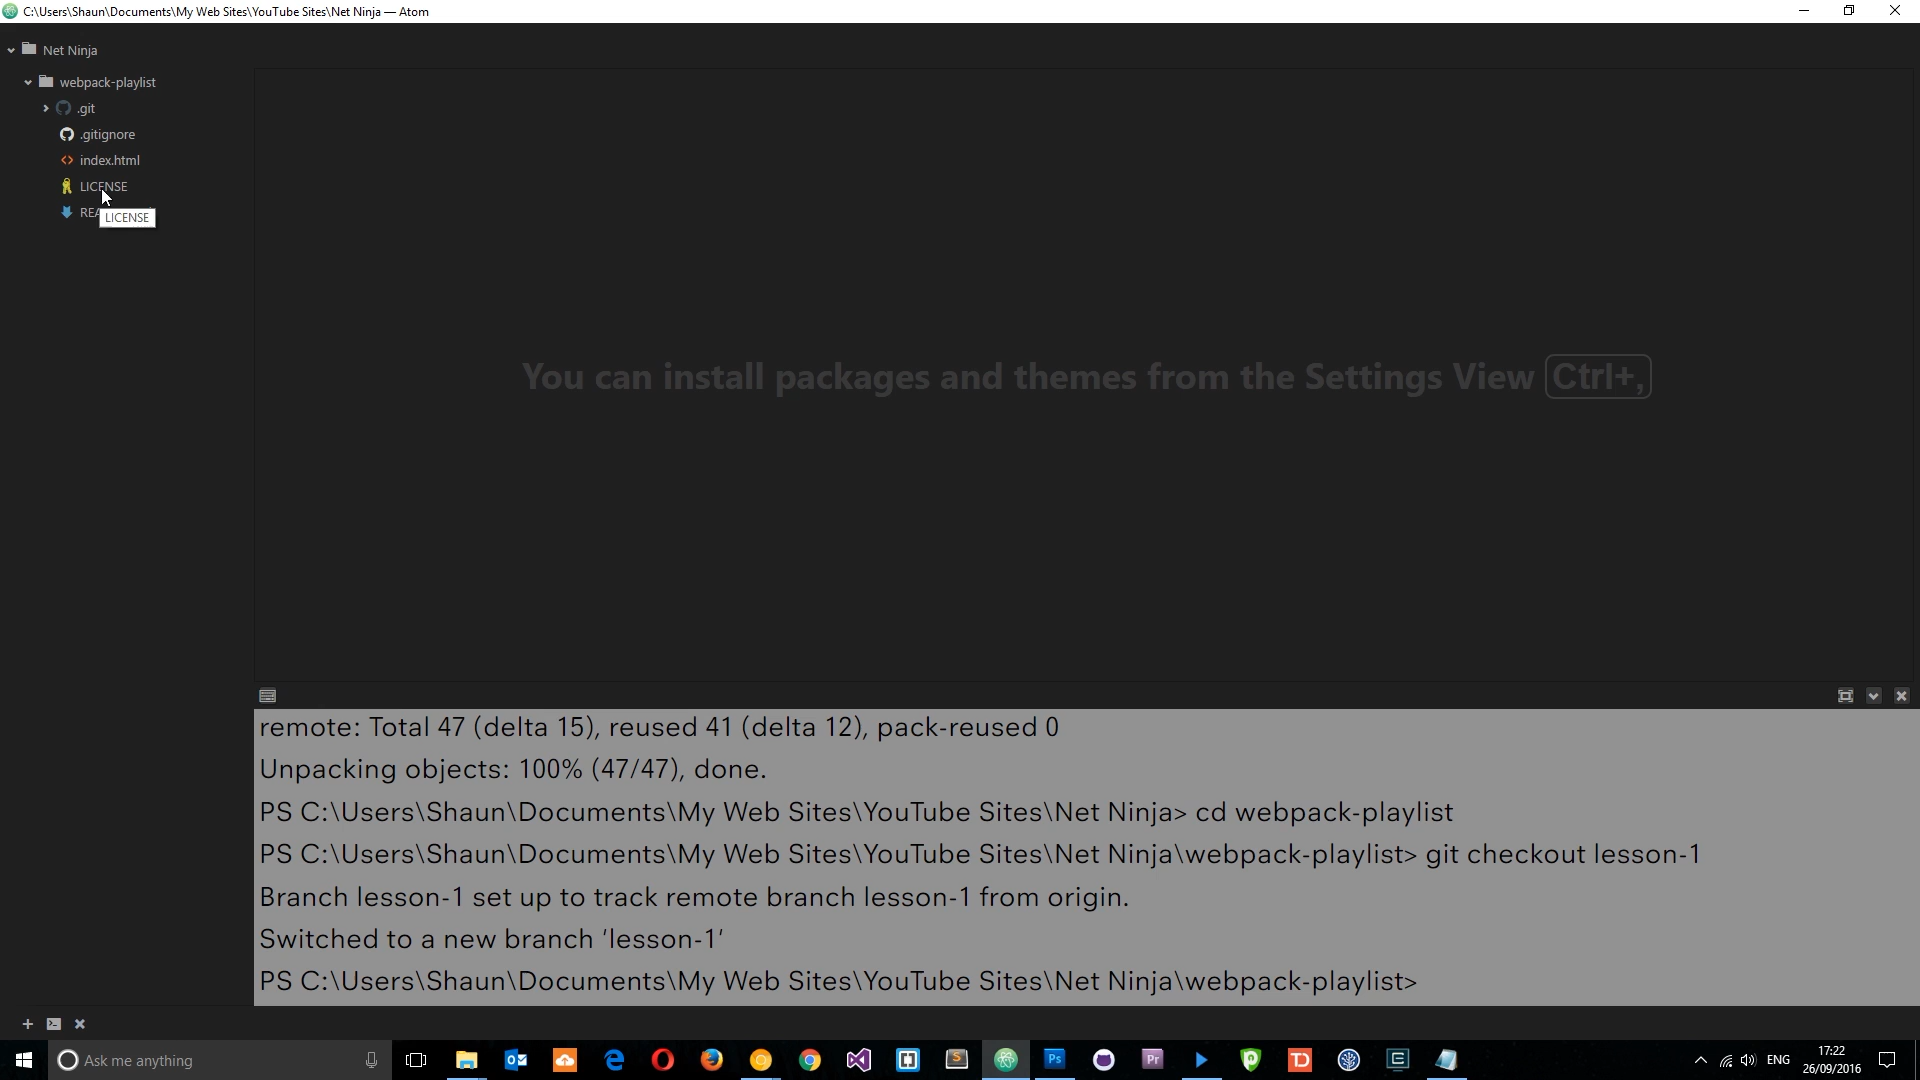 C:\Users\Shaun\Documents\My Web Sites\YouTube Sites\Net Ninja — Atom
Net Ninja
webpack-playlist
.git
.gitignore
index.html
LICENSE
LICENSE
You can install packages and themes from the Settings View Ctrl+,
remote: Total 47 (delta 15), reused 41 (delta 12), pack-reused 0
Unpacking objects: 100% (47/47), done.
PS C:\Users\Shaun\Documents\My Web Sites\YouTube Sites\Net Ninja> cd webpack-playlist
PS C:\Users\Shaun\Documents\My Web Sites\YouTube Sites\Net Ninja\webpack-playlist> git checkout lesson-1
Branch lesson-1 set up to track remote branch lesson-1 from origin.
Switched to a new branch 'lesson-1'
PS C:\Users\Shaun\Documents\My Web Sites\YouTube Sites\Net Ninja\webpack-playlist>
Ask me anything
Ps
Pr
TD
ENG
17:22
26/09/2016